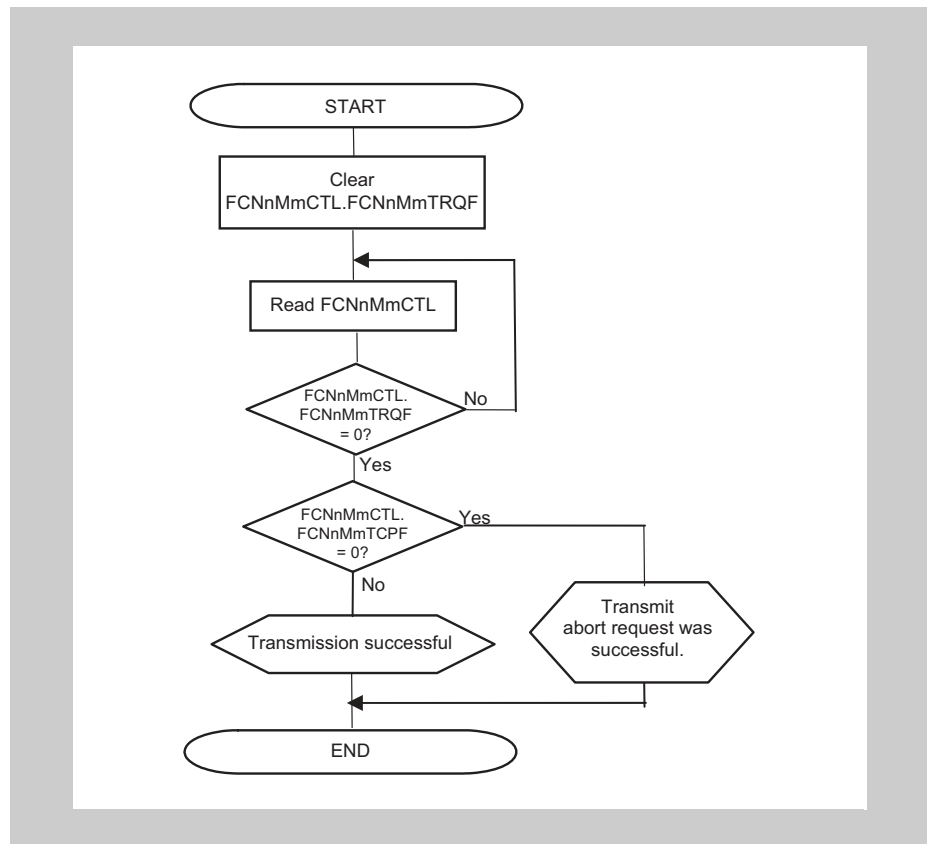 START
Clear
FCNnMmCTL.FCNnMmTRQF
Read FCNnMmCTL
FCNnMmCTL.
FCNnMmTRQF
= 0?
No
Yes
FCNnMmCTL.
FCNnMmTCPF
= 0?
Yes
No
Transmission successful
Transmit
abort request was
successful.
END